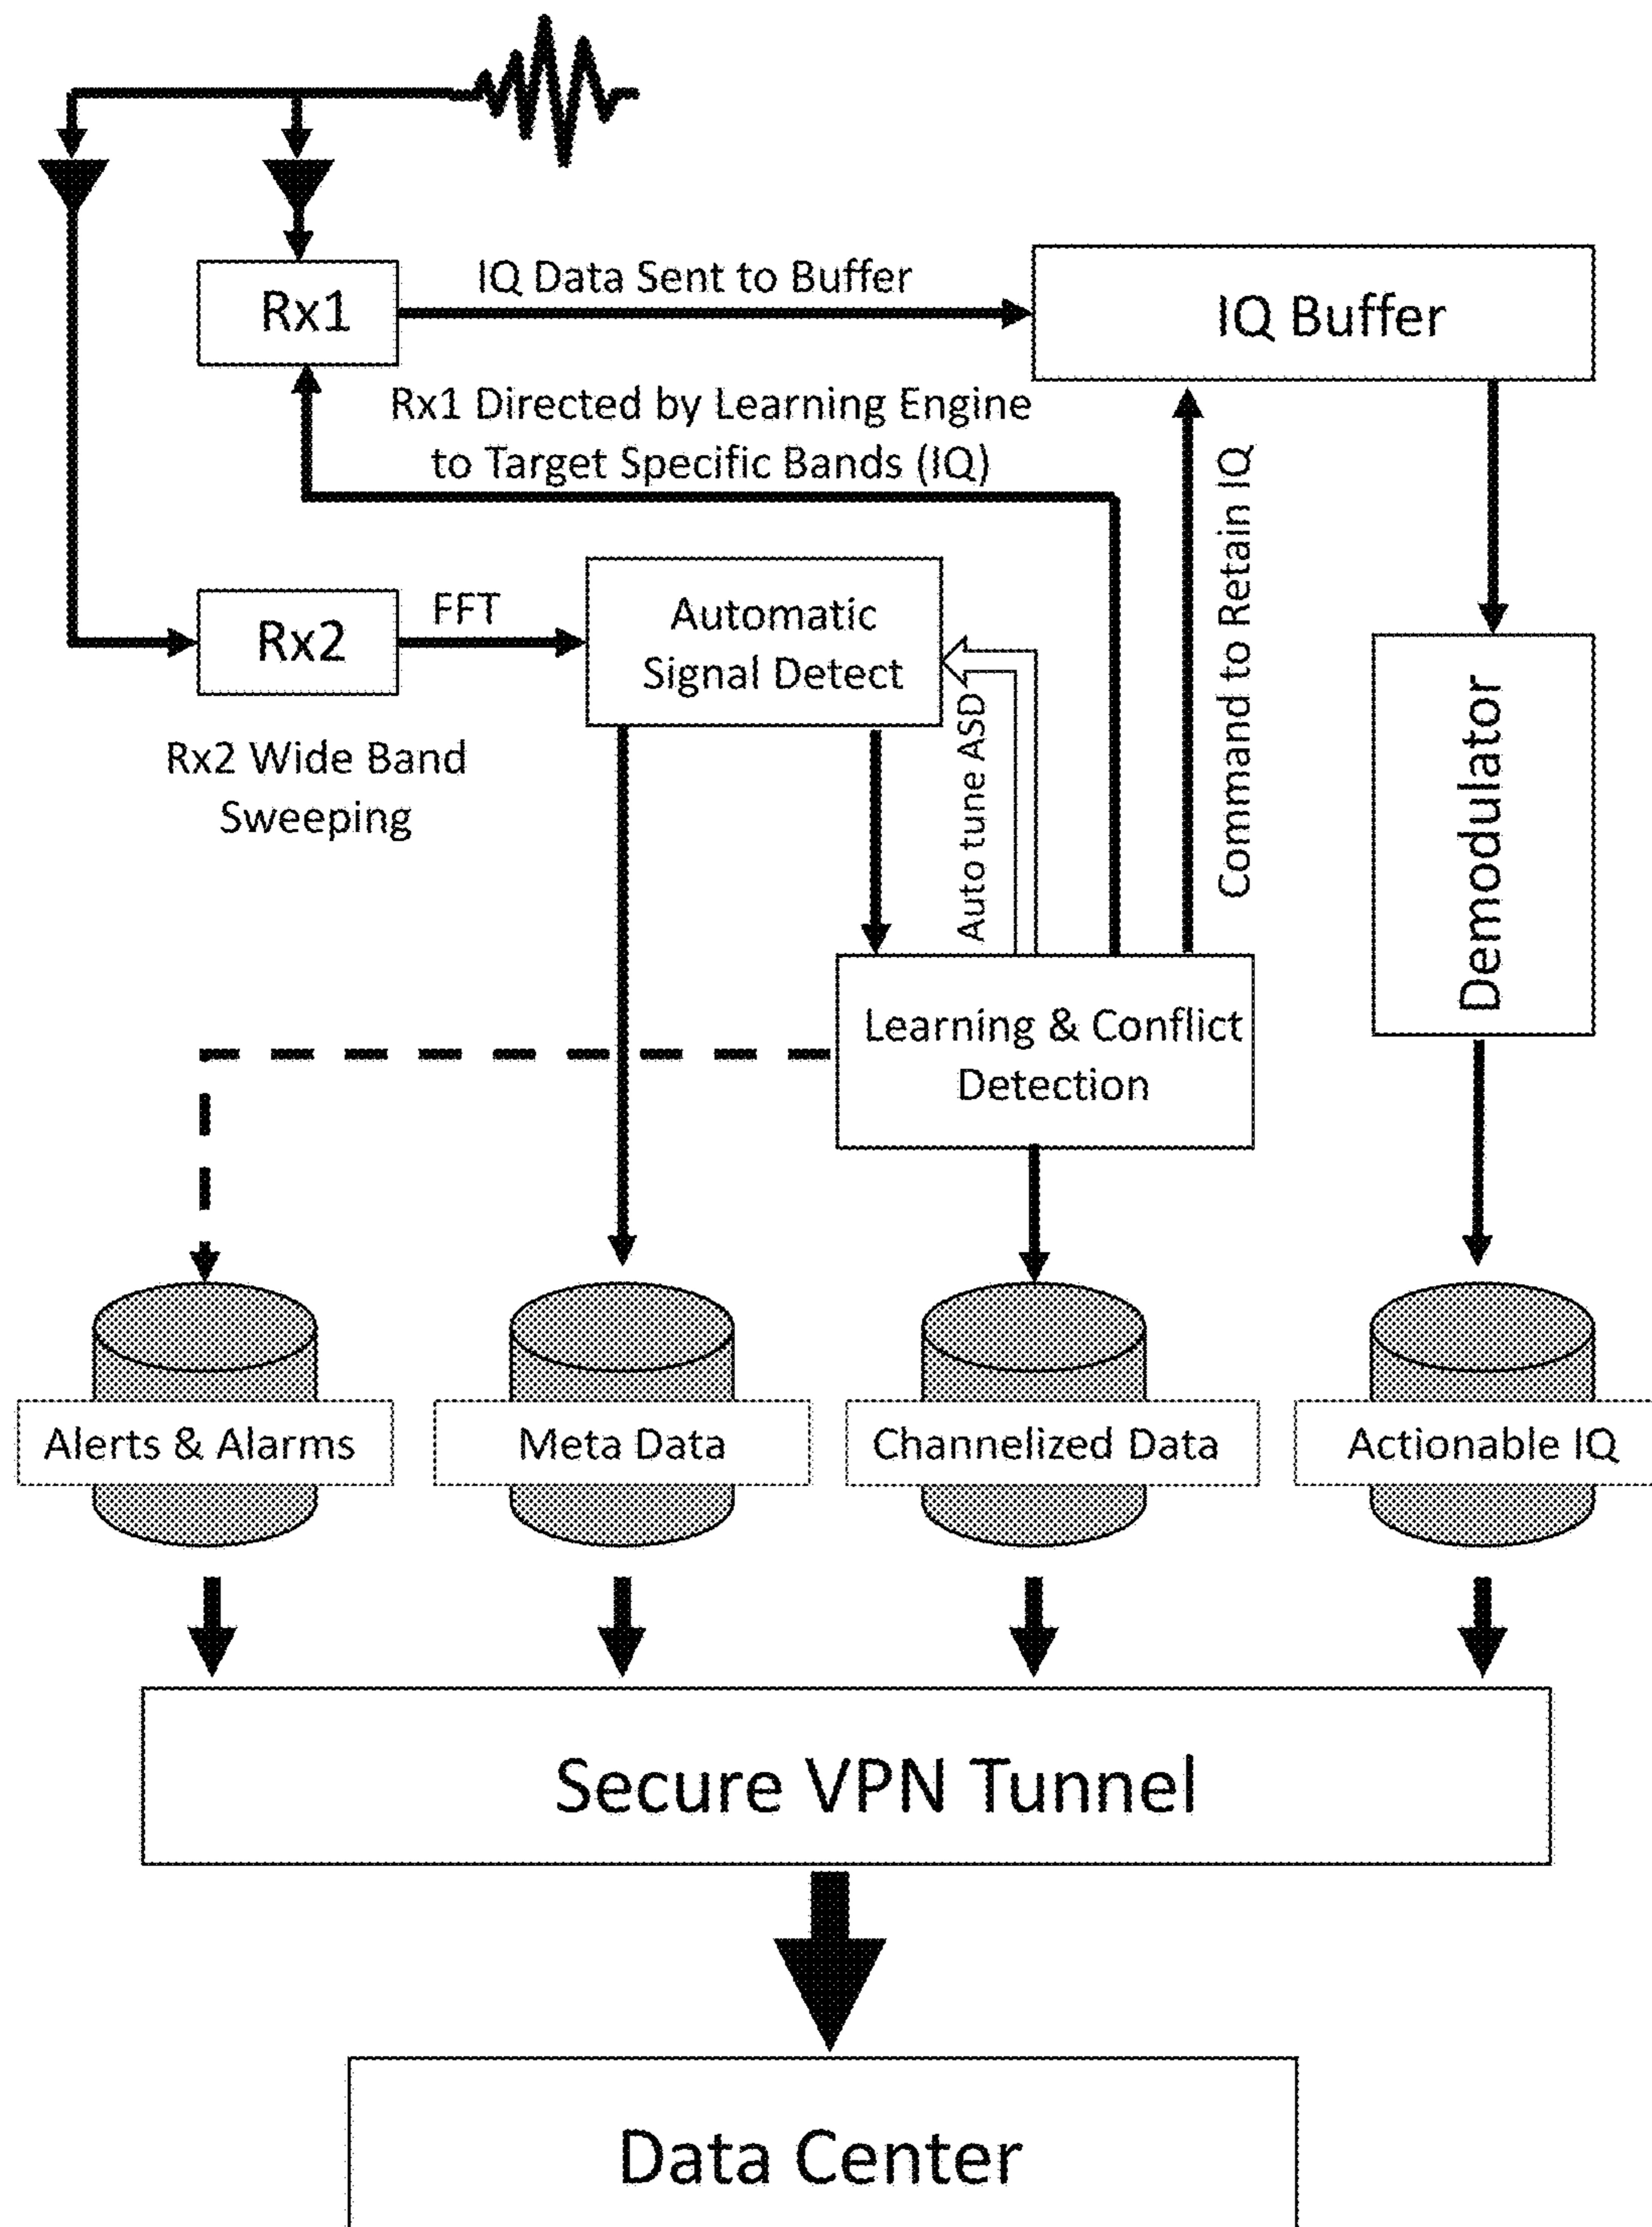 IQ Data Sent to Buffer
Rx1
IQ Buffer
Rx1 Directed by Learning Engine
to Target Specific Bands (IQ)
Command to Retain IQ
FFT
Rx2
Automatic
Signal Detect
Auto tune ASD
Rx2 Wide Band
Sweeping
Demodulator
Learning & Conflict
Detection
Alerts & Alarms
Meta Data
Channelized Data
Actionable IQ
Secure VPN Tunnel
Data Center